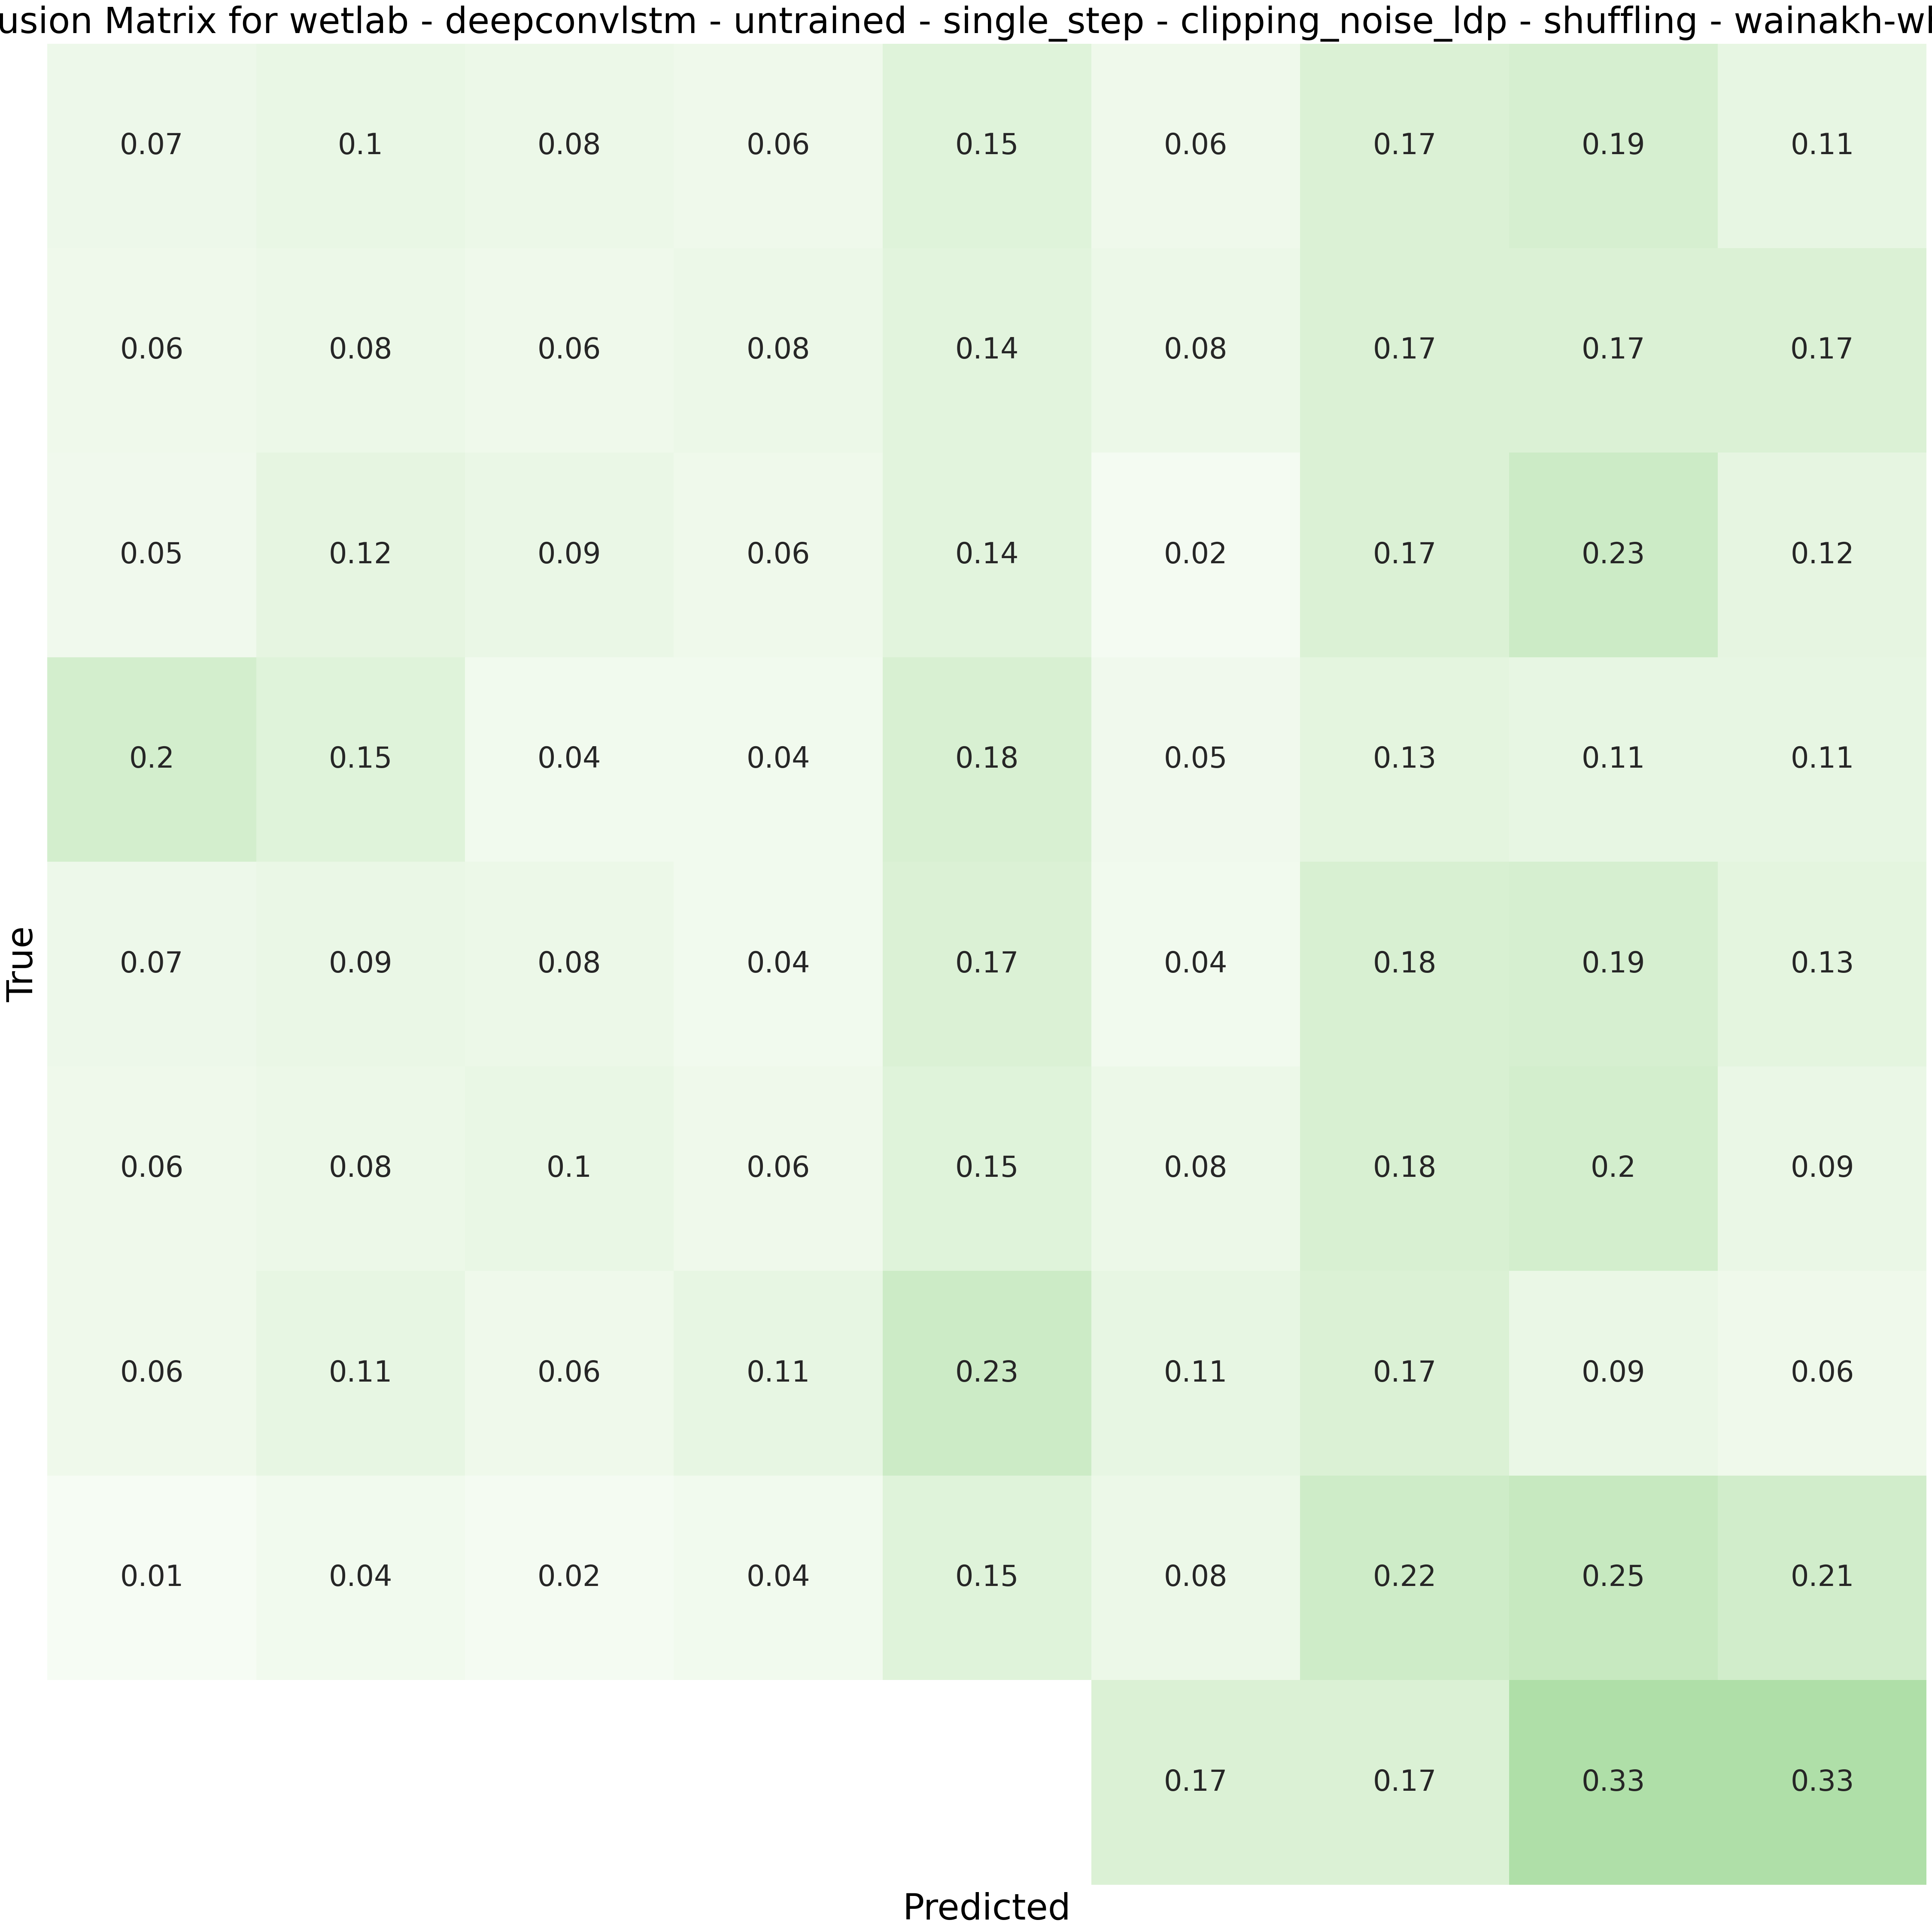 usion Matrix for wetlab - deepconvlstm - untrained - single_step - clipping_noise_ldp - shuffling - wainakh-w
0.07 0.1 0.08 0.06 0.15 0.06 0.17 0.19 0.11
0.06 0.08 0.06 0.08 0.14 0.08 0.17 0.17 0.17
0.05 0.12 0.09 0.06 0.14 0.02 0.17 0.23 0.12
0.2 0.15 0.04 0.04 0.18 0.05 0.13 0.11 0.11
0.07 0.09 0.08 0.04 0.17 0.04 0.18 0.19 0.13
0.06 0.08 0.1 0.06 0.15 0.08 0.18 0.2 0.09
0.06 0.11 0.06 0.11 0.23 0.11 0.17 0.09 0.06
0.01 0.04 0.02 0.04 0.15 0.08 0.22 0.25 0.21
0.17 0.17 0.33 0.33
True
Predicted